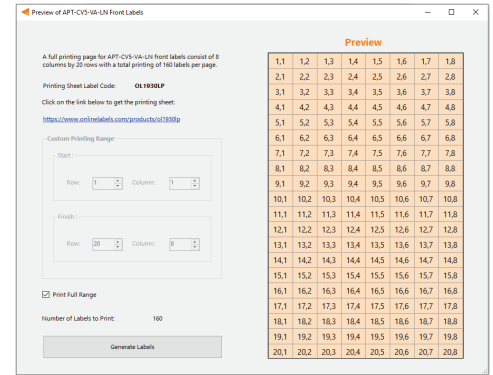 Preview of APT-CV5-VA-LN Front Labels
A full printing page for APT-CV5-VA-LN front labels consist of 8
columns by 20 rows with a total printing of 160 labels per page.
Printing Sheet Label Code: OL1930LP
Click on the link below to get the printing sheet:
https://www.onlinelabels.com/products/ol1930lp
Custom Printing Range
Start :
Row: 1 Column: 1
Finish :
Row: 20 Column: 8
Print Full Range
Number of Labels to Print: 160
Generate Labels
Preview
1,1 1,2 1,3 1,4 1,5 1,6 1,7 1,8
2,1 2,2 2,3 2,4 2,5 2,6 2,7 2,8
3,1 3,2 3,3 3,4 3,5 3,6 3,7 3,8
4,1 4,2 4,3 4,4 4,5 4,6 4,7 4,8
5,1 5,2 5,3 5,4 5,5 5,6 5,7 5,8
6,1 6,2 6,3 6,4 6,5 6,6 6,7 6,8
7,1 7,2 7,3 7,4 7,5 7,6 7,7 7,8
8,1 8,2 8,3 8,4 8,5 8,6 8,7 8,8
9,1 9,2 9,3 9,4 9,5 9,6 9,7 9,8
10,1 10,2 10,3 10,4 10,5 10,6 10,7 10,8
11,1 11,2 11,3 11,4 11,5 11,6 11,7 11,8
12,1 12,2 12,3 12,4 12,5 12,6 12,7 12,8
13,1 13,2 13,3 13,4 13,5 13,6 13,7 13,8
14,1 14,2 14,3 14,4 14,5 14,6 14,7 14,8
15,1 15,2 15,3 15,4 15,5 15,6 15,7 15,8
16,1 16,2 16,3 16,4 16,5 16,6 16,7 16,8
17,1 17,2 17,3 17,4 17,5 17,6 17,7 17,8
18,1 18,2 18,3 18,4 18,5 18,6 18,7 18,8
19,1 19,2 19,3 19,4 19,5 19,6 19,7 19,8
20,1 20,2 20,3 20,4 20,5 20,6 20,7 20,8